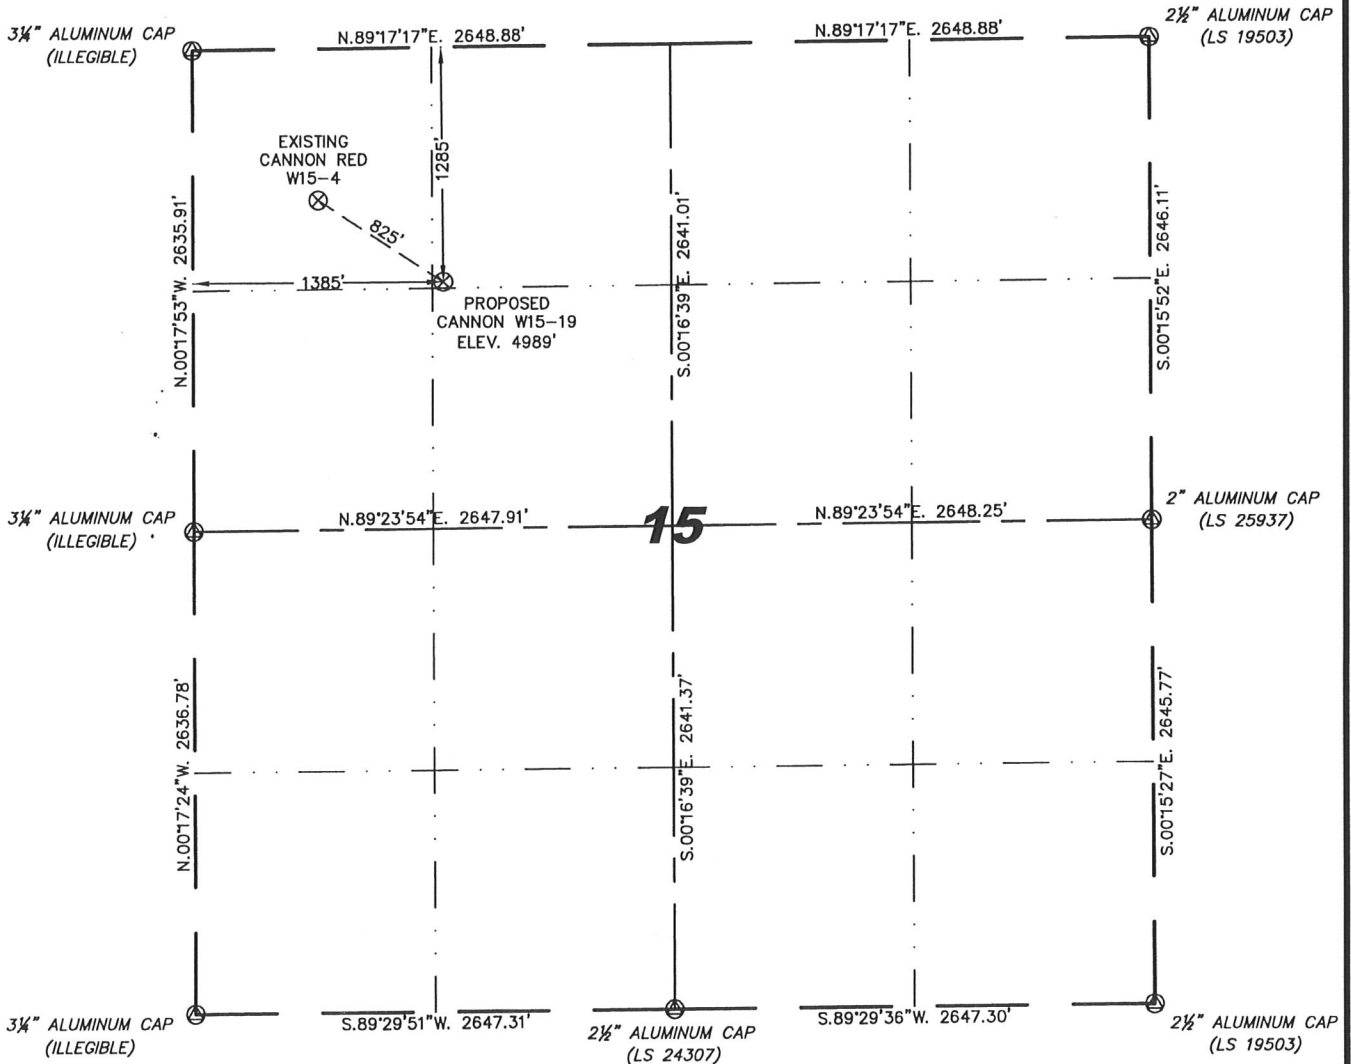 3¼" ALUMINUM CAP
(ILLEGIBLE)
N.89°17'17"E. 2648.88'
N.89°17'17"E. 2648.88'
2½" ALUMINUM CAP
(LS 19503)
EXISTING
CANNON RED
W15-4
1285'
825'
1385'
PROPOSED
CANNON W15-19
ELEV. 4989'
N.00°17'53"W. 2635.91'
S.00°16'39"E. 2641.01'
S.00°15'52"E. 2646.11'
3¼" ALUMINUM CAP
(ILLEGIBLE)
N.89°23'54"E. 2647.91'
15
N.89°23'54"E. 2648.25'
2" ALUMINUM CAP
(LS 25937)
N.00°17'24"W. 2636.78'
S.00°16'39"E. 2641.37'
S.00°15'27"E. 2645.77'
3¼" ALUMINUM CAP
(ILLEGIBLE)
S.89°29'51"W. 2647.31'
2½" ALUMINUM CAP
(LS 24307)
S.89°29'36"W. 2647.30'
2½" ALUMINUM CAP
(LS 19503)